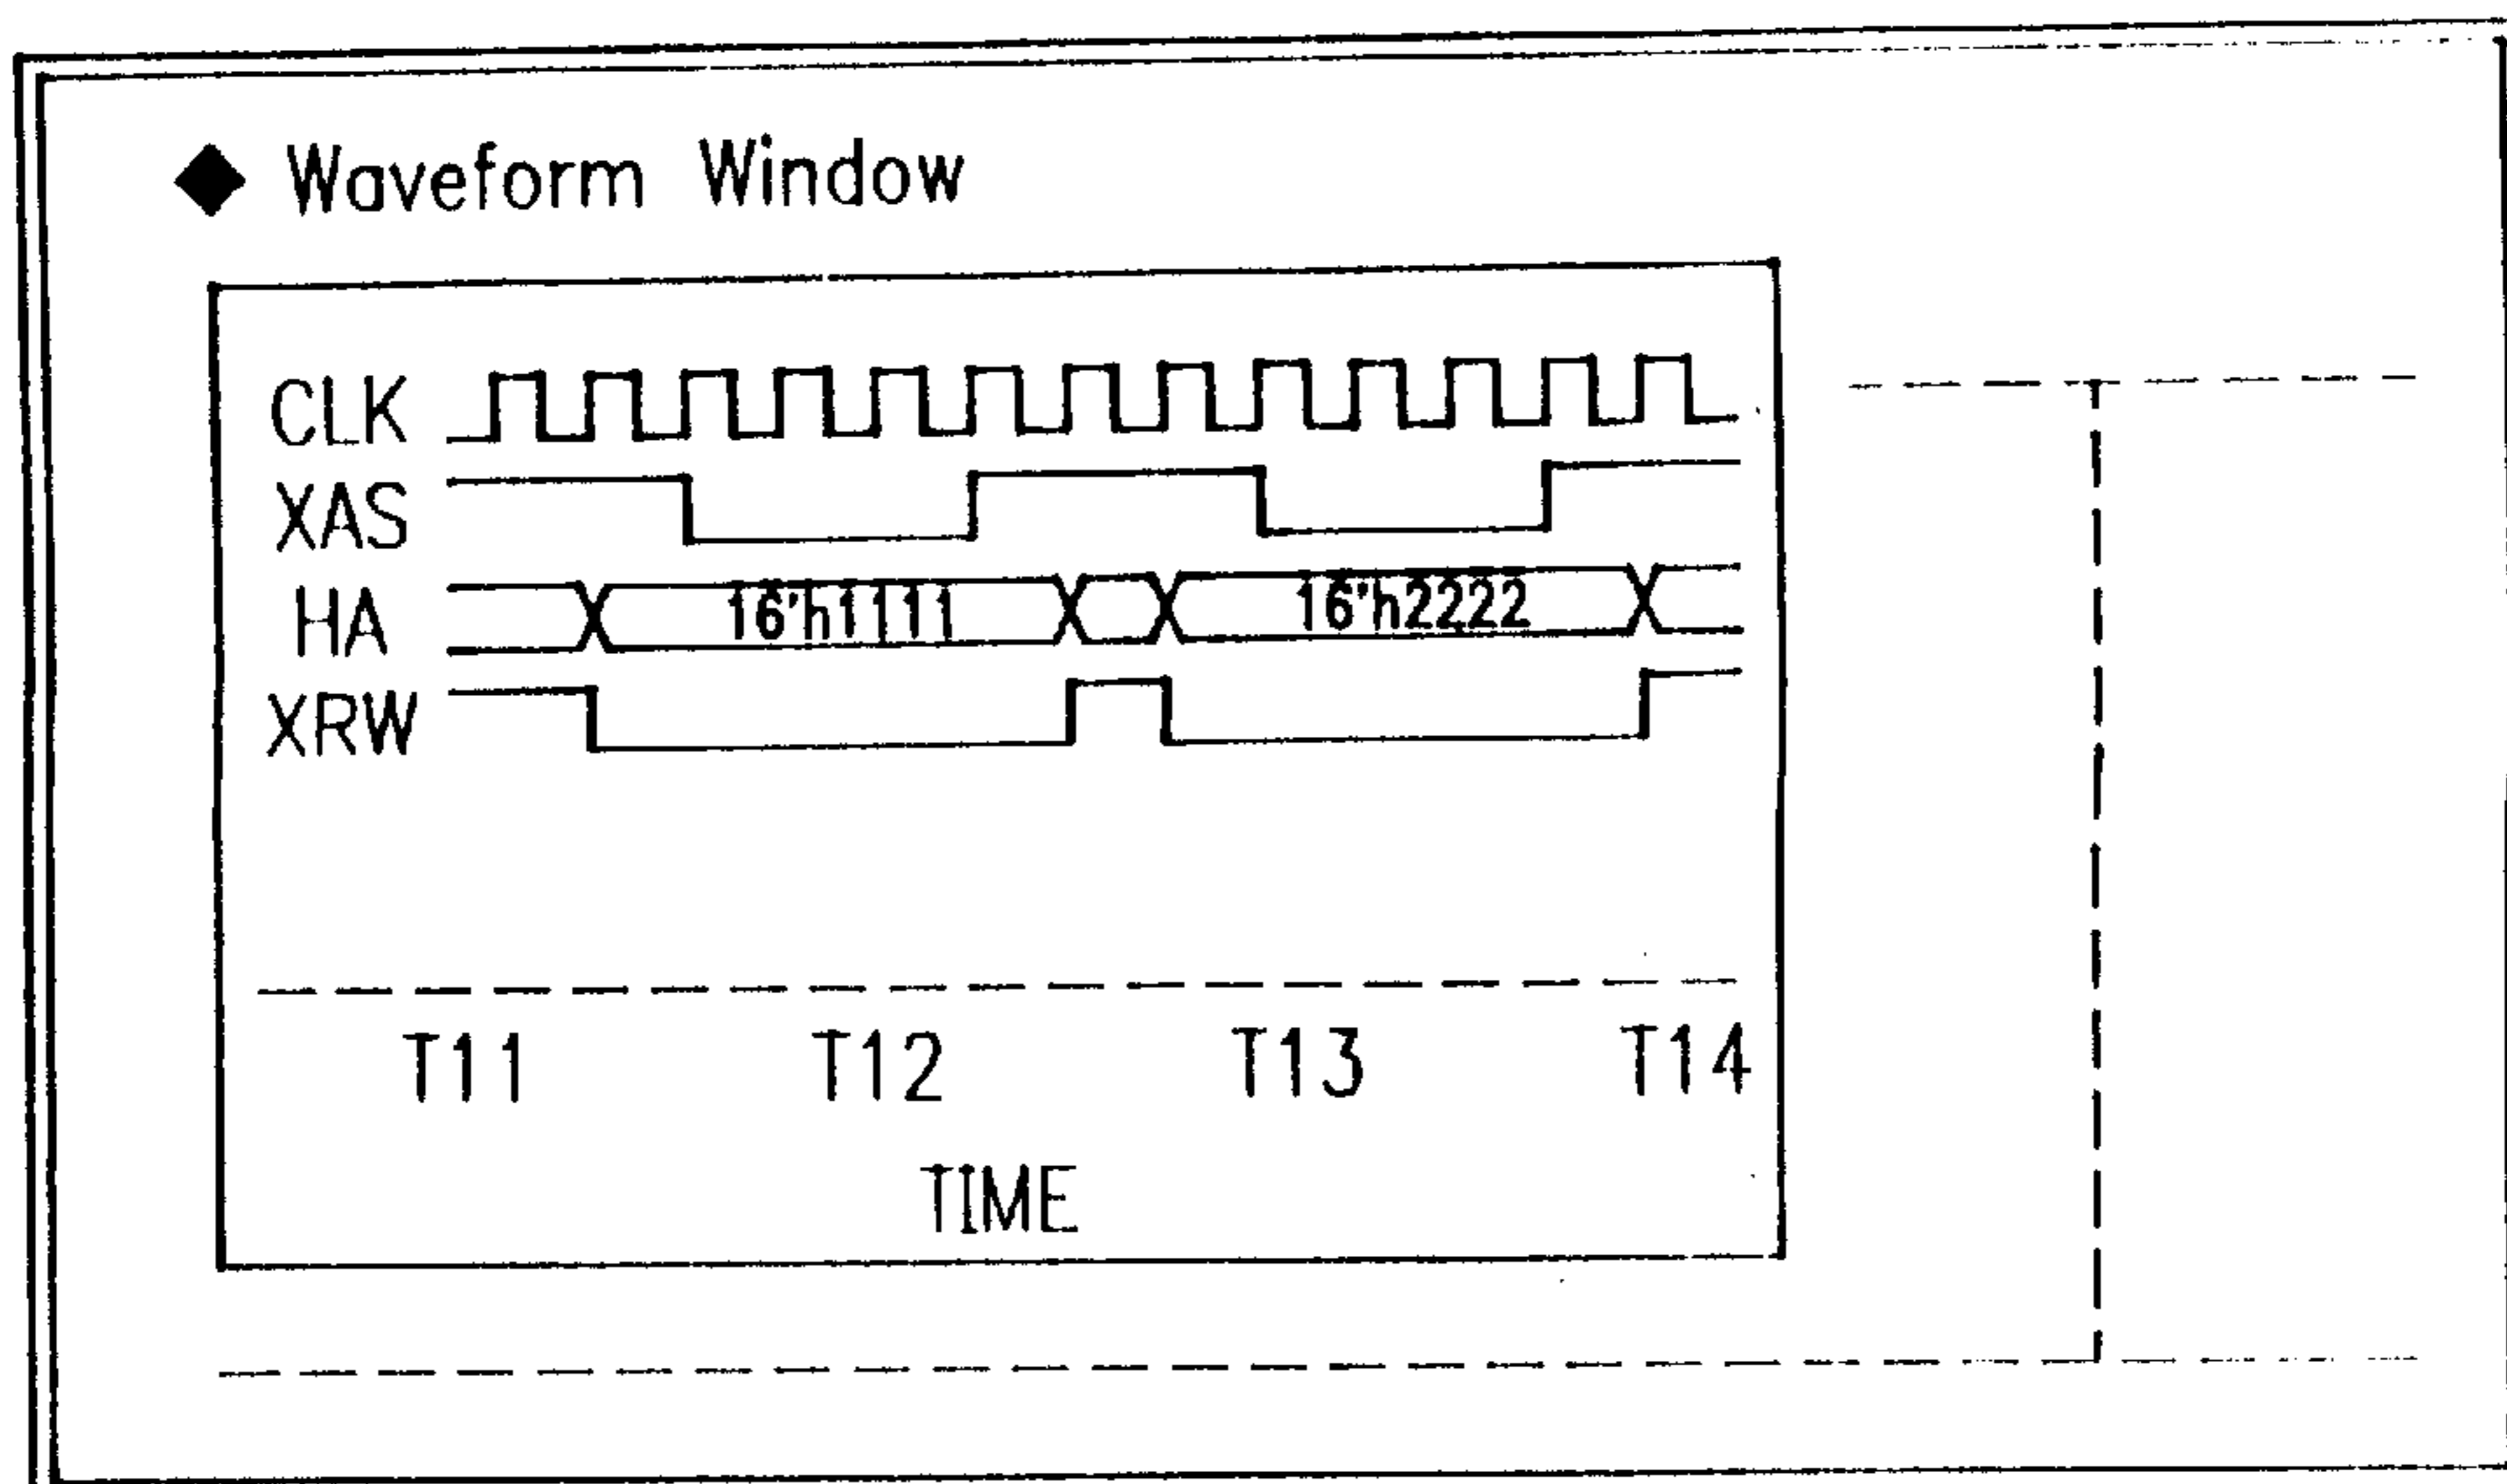 ◆ Waveform Window
CLK
XAS
HA 16'h1111 16'h2222
XRW
T11 T12 T13 T14
TIME